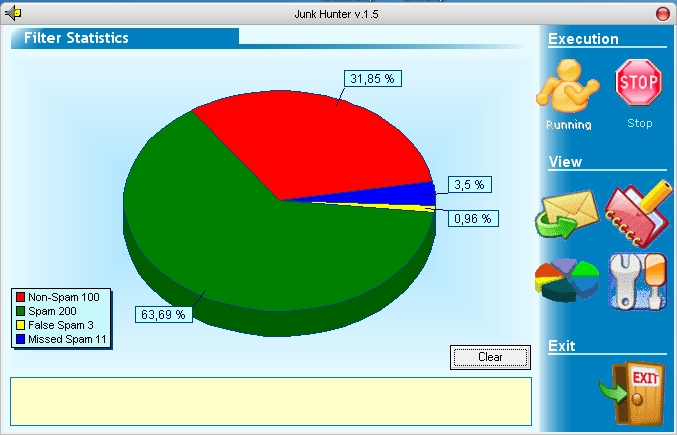 Junk Hunter v.1.5
Filter Statistics
31,85 %
3,5 %
0,96 %
63,69 %
Non-Spam 100
Spam 200
False Spam 3
Missed Spam 11
Clear
Execution
Running
Stop
STOP
View
Exit
EXIT